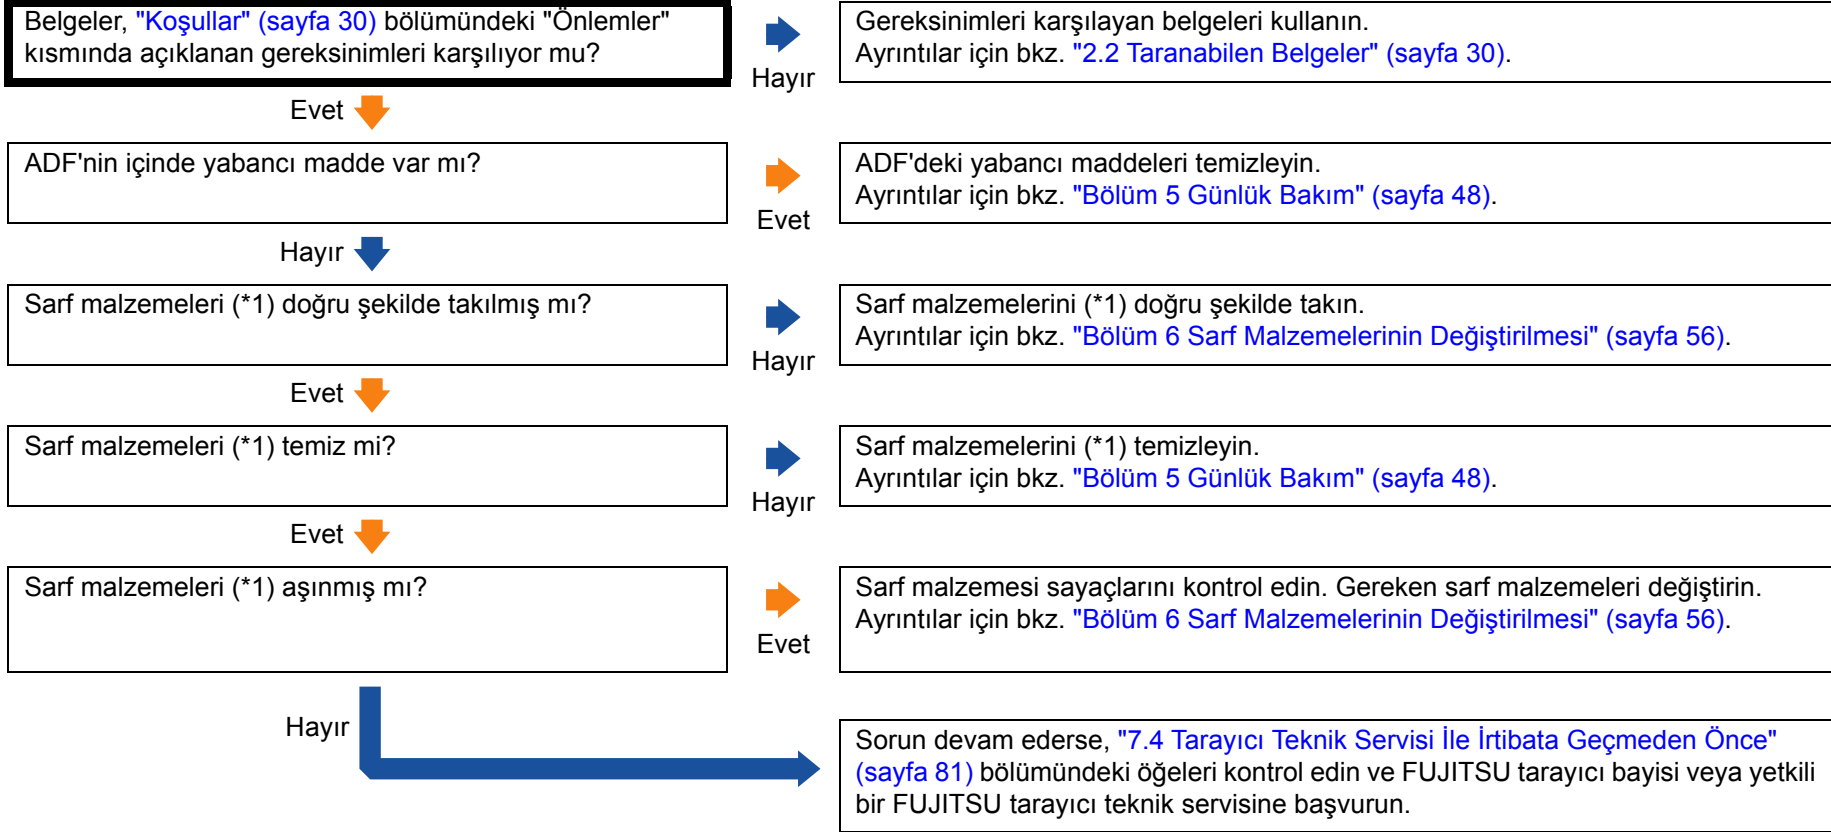 Belgeler, "Koşullar" (sayfa 30) bölümündeki "Önlemler"
kısmında açıklanan gereksinimleri karşılıyor mu?
Hayır
Gereksinimleri karşılayan belgeleri kullanın.
Ayrıntılar için bkz. "2.2 Taranabilen Belgeler" (sayfa 30).
Evet
ADF'nin içinde yabancı madde var mı?
Evet
ADF'deki yabancı maddeleri temizleyin.
Ayrıntılar için bkz. "Bölüm 5 Günlük Bakım" (sayfa 48).
Hayır
Sarf malzemeleri (*1) doğru şekilde takılmış mı?
Hayır
Sarf malzemelerini (*1) doğru şekilde takın.
Ayrıntılar için bkz. "Bölüm 6 Sarf Malzemelerinin Değiştirilmesi" (sayfa 56).
Evet
Sarf malzemeleri (*1) temiz mi?
Hayır
Sarf malzemelerini (*1) temizleyin.
Ayrıntılar için bkz. "Bölüm 5 Günlük Bakım" (sayfa 48).
Evet
Sarf malzemeleri (*1) aşınmış mı?
Evet
Sarf malzemesi sayaçlarını kontrol edin. Gereken sarf malzemeleri değiştirin.
Ayrıntılar için bkz. "Bölüm 6 Sarf Malzemelerinin Değiştirilmesi" (sayfa 56).
Hayır
Sorun devam ederse, "7.4 Tarayıcı Teknik Servisi İle İrtibata Geçmeden Önce"
(sayfa 81) bölümündeki öğeleri kontrol edin ve FUJITSU tarayıcı bayisi veya yetkili
bir FUJITSU tarayıcı teknik servisine başvurun.